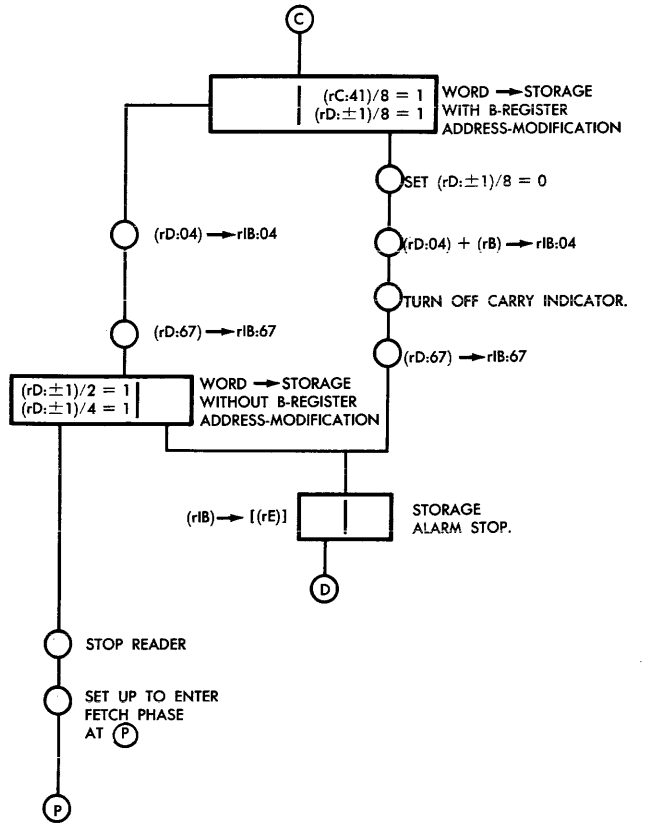 C
(rC:41)/8 = 1
(rD:±1)/8 = 1
WORD → STORAGE
WITH B-REGISTER
ADDRESS-MODIFICATION
SET (rD:±1)/8 = 0
(rD:04) → rIB:04
(rD:04) + (rB) → rIB:04
TURN OFF CARRY INDICATOR.
(rD:67) → rIB:67
(rD:67) → rIB:67
(rD:±1)/2 = 1
(rD:±1)/4 = 1
WORD → STORAGE
WITHOUT B-REGISTER
ADDRESS-MODIFICATION
(rIB) → [(rE)]
STORAGE
ALARM STOP.
D
STOP READER
SET UP TO ENTER
FETCH PHASE
AT P
P